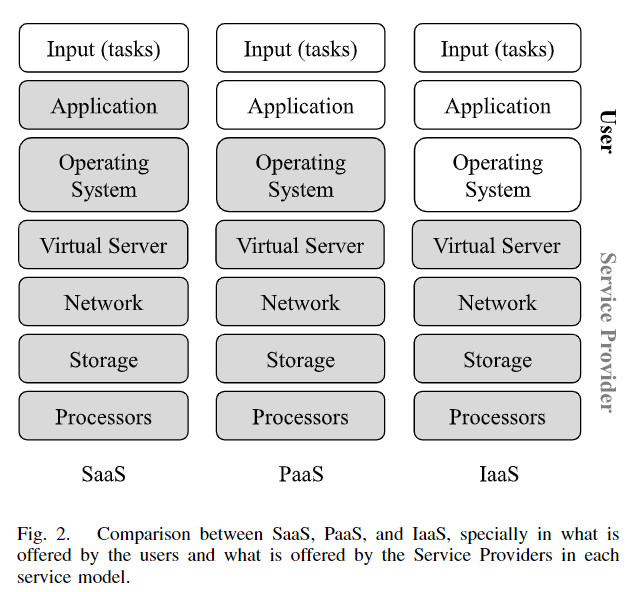 Input (tasks)
Application
Operating
System
Virtual Server
Network
Storage
Processors
SaaS
Input (tasks)
Application
Operating
System
Virtual Server
Network
Storage
Processors
PaaS
Input (tasks)
Application
Operating
System
Virtual Server
Network
Storage
Processors
IaaS
User
Service Provider
Fig. 2. Comparison between SaaS, PaaS, and IaaS, specially in what is
offered by the users and what is offered by the Service Providers in each
service model.